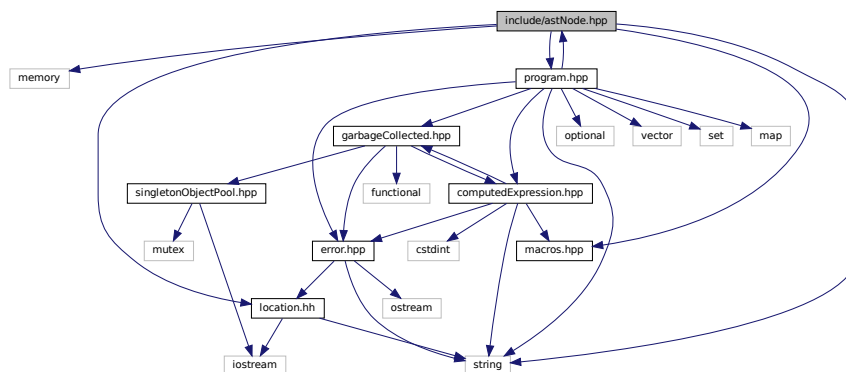 include/astNode.hpp
memory
program.hpp
garbageCollected.hpp
optional
vector
set
map
singletonObjectPool.hpp
functional
computedExpression.hpp
mutex
error.hpp
cstdint
macros.hpp
location.hh
ostream
iostream
string